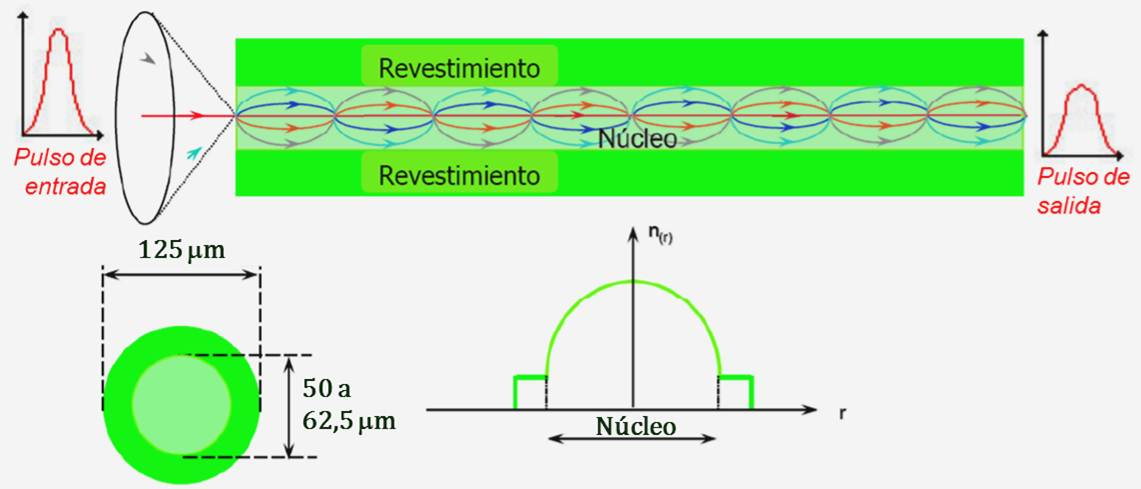 Revestimiento
Núcleo
Revestimiento
Pulso de
entrada
Pulso de
salida
125 μm
50 a
62,5 μm
n(r)
r
Núcleo